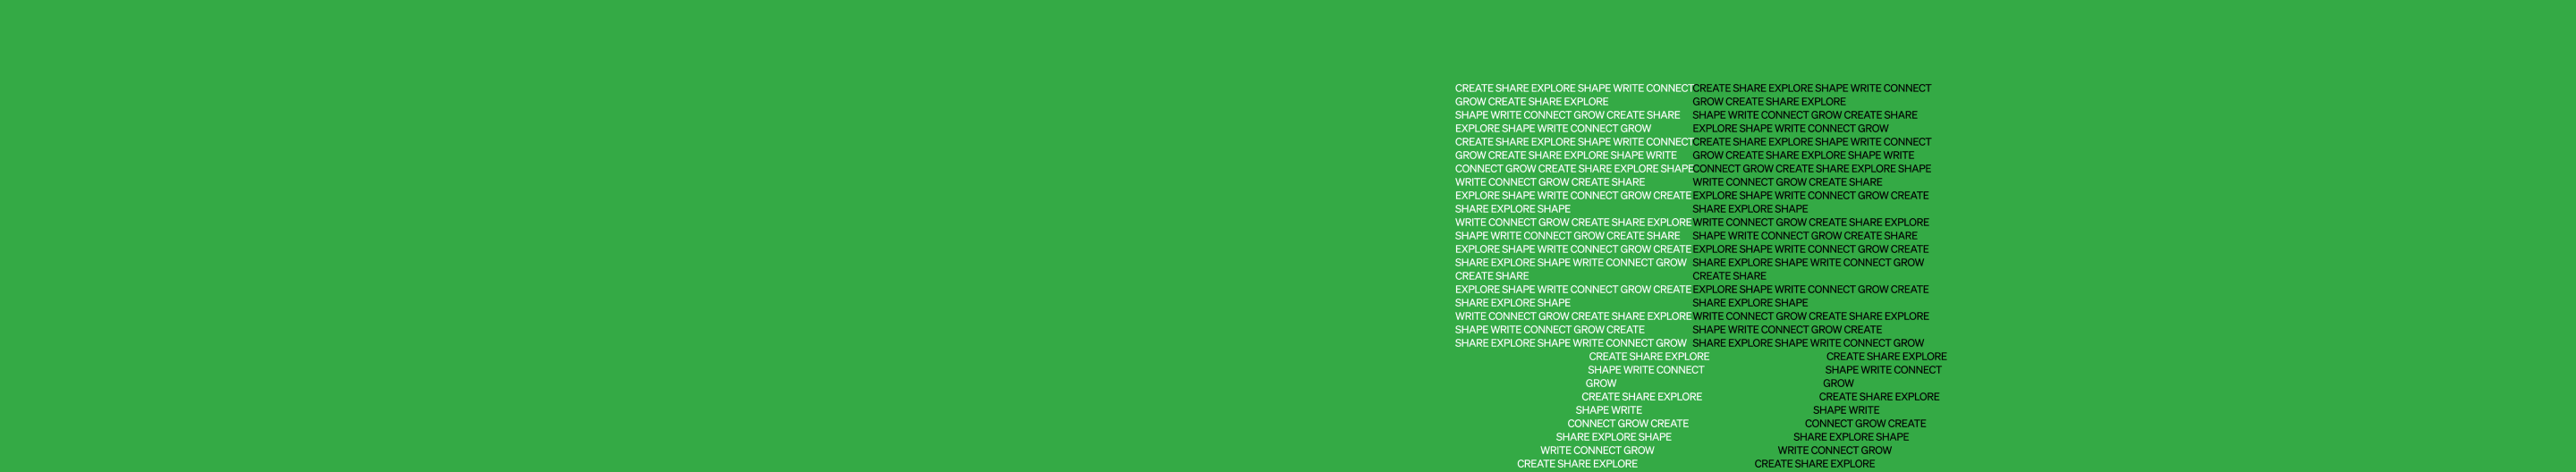 CREATE SHARE EXPLORE SHAPE WRITE CONNECT
GROW CREATE SHARE EXPLORE
SHAPE WRITE CONNECT GROW CREATE SHARE
EXPLORE SHAPE WRITE CONNECT GROW
CREATE SHARE EXPLORE SHAPE WRITE CONNECT
GROW CREATE SHARE EXPLORE SHAPE WRITE
CONNECT GROW CREATE SHARE EXPLORE SHAPE
WRITE CONNECT GROW CREATE SHARE
EXPLORE SHAPE WRITE CONNECT GROW CREATE
SHARE EXPLORE SHAPE
WRITE CONNECT GROW CREATE SHARE EXPLORE
SHAPE WRITE CONNECT GROW CREATE SHARE
EXPLORE SHAPE WRITE CONNECT GROW CREATE
SHARE EXPLORE SHAPE WRITE CONNECT GROW
CREATE SHARE
EXPLORE SHAPE WRITE CONNECT GROW CREATE
SHARE EXPLORE SHAPE
WRITE CONNECT GROW CREATE SHARE EXPLORE
SHAPE WRITE CONNECT GROW CREATE
SHARE EXPLORE SHAPE WRITE CONNECT GROW
CREATE SHARE EXPLORE
SHAPE WRITE CONNECT
GROW
CREATE SHARE EXPLORE
SHAPE WRITE
CONNECT GROW CREATE
SHARE EXPLORE SHAPE
WRITE CONNECT GROW
CREATE SHARE EXPLORE
CREATE SHARE EXPLORE SHAPE WRITE CONNECT
GROW CREATE SHARE EXPLORE
SHAPE WRITE CONNECT GROW CREATE SHARE
EXPLORE SHAPE WRITE CONNECT GROW
CREATE SHARE EXPLORE SHAPE WRITE CONNECT
GROW CREATE SHARE EXPLORE SHAPE WRITE
CONNECT GROW CREATE SHARE EXPLORE SHAPE
WRITE CONNECT GROW CREATE SHARE
EXPLORE SHAPE WRITE CONNECT GROW CREATE
SHARE EXPLORE SHAPE
WRITE CONNECT GROW CREATE SHARE EXPLORE
SHAPE WRITE CONNECT GROW CREATE SHARE
EXPLORE SHAPE WRITE CONNECT GROW CREATE
SHARE EXPLORE SHAPE WRITE CONNECT GROW
CREATE SHARE
EXPLORE SHAPE WRITE CONNECT GROW CREATE
SHARE EXPLORE SHAPE
WRITE CONNECT GROW CREATE SHARE EXPLORE
SHAPE WRITE CONNECT GROW CREATE
SHARE EXPLORE SHAPE WRITE CONNECT GROW
CREATE SHARE EXPLORE
SHAPE WRITE CONNECT
GROW
CREATE SHARE EXPLORE
SHAPE WRITE
CONNECT GROW CREATE
SHARE EXPLORE SHAPE
WRITE CONNECT GROW
CREATE SHARE EXPLORE